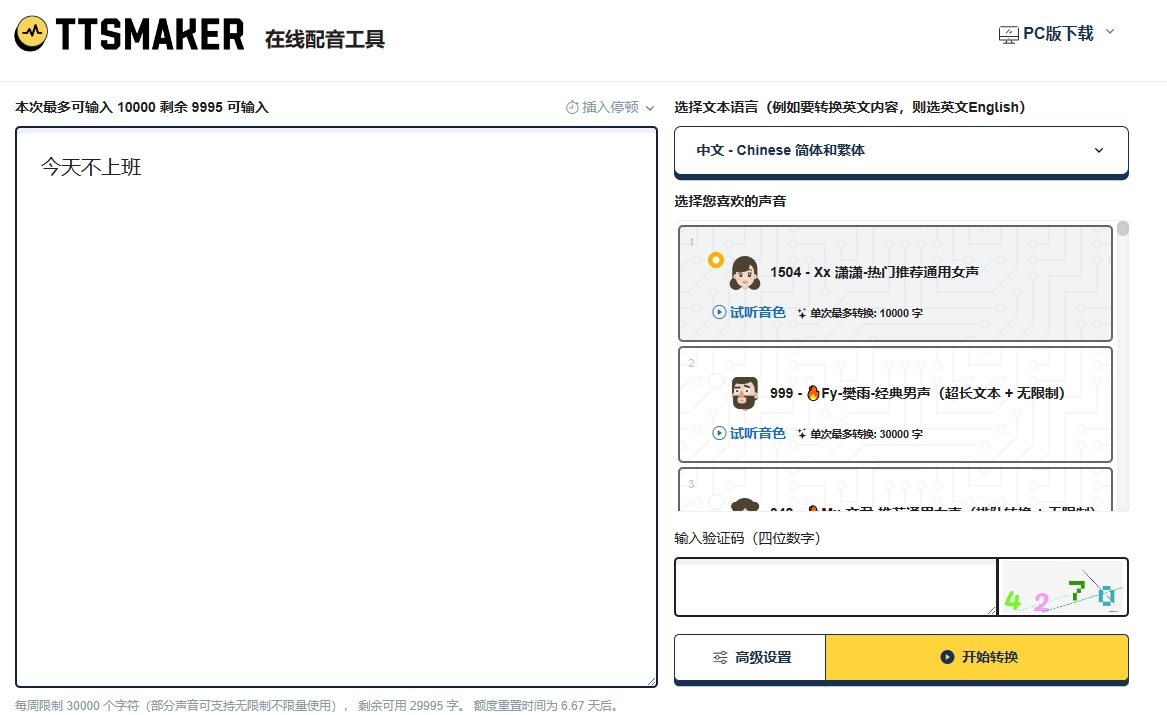 TTSMAKER 在线配音工具
PC版下载
本次最多可输入 10000 剩余 9995 可输入
插入停顿
今天不上班
每周限制 30000 个字符（部分声音可支持无限制不限量使用）， 剩余可用 29995 字。 额度重置时间为 6.67 天后。
选择文本语言（例如要转换英文内容，则选英文English）
中文 - Chinese 简体和繁体
选择您喜欢的声音
1
1504 - Xx 潇潇-热门推荐通用女声
试听音色 单次最多转换: 10000 字
2
999 - 🔥Fy-樊雨-经典男声（超长文本 + 无限制）
试听音色 单次最多转换: 30000 字
3
输入验证码（四位数字）
4 2 7 0
高级设置
开始转换